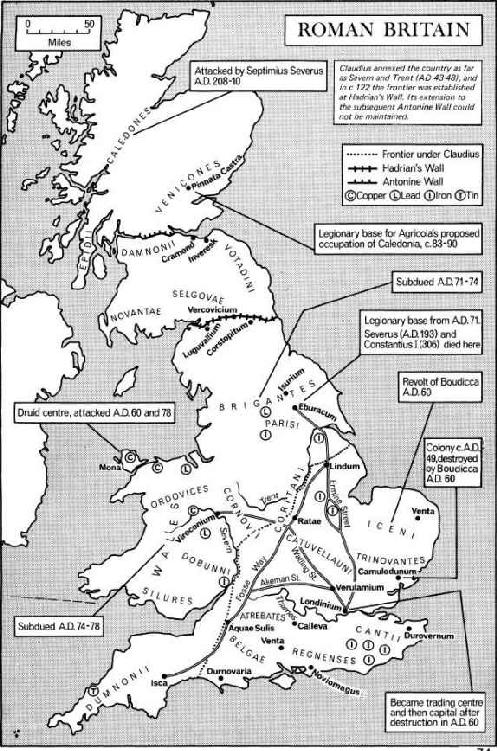 0 50
Miles
ROMAN BRITAIN
Attacked by Septimius Severus
A.D. 208-10
Claudius annexed the country as far
as Severn and Trent (A.D 43-49), and
in c 122 the frontier was established
at Hadrian's Wall. Its extension to
the subsequent Antonine Wall could
not be maintained.
Frontier under Claudius
Hadrian's Wall
Antonine Wall
C Copper L Lead I Iron T Tin
CALEDONES
VENICONES
Pinnata Castra
Legionary base for Agricola's proposed
occupation of Caledonia, c.83-90
EPIDII
DAMNONII
Cramond
Inveresk
VOTADINI
Subdued A.D. 71-74
SELGOVAE
NOVANTAE
Vercovicium
Luguvalium
Corstopitum
Legionary base from A.D. 71.
Severus (A.D. 193) and
Constantius I (306) died here
Isurium
BRIGANTES
Eburacum
L
PARISI
I
Revolt of Boudicca
A.D. 60
Druid centre, attacked A.D. 60 and 78
Mona
C
C
L
Lindum
I
Colony c.A.D.
49, destroyed
by Boudicca
A.D. 60
ORDOVICES
CORNOVII
Trent
CORITANI
Ermine Street
I
I
ICENI
Venta
WALES
C
Viroconium
L
Ratae
Severn
DOBUNNI
I
CATUVELLAUNI
Watling St.
TRINOVANTES
Camulodunum
SILURES
Fosse Way
Akeman St.
Verulamium
Londinium
Subdued A.D. 74-78
Thames
ATREBATES
Aquae Sulis
Calleva
CANTII
Durovernum
BELGAE
Venta
REGNENSES
I I I
I I I
DUMNONII
T
Isca
Durnovaria
Noviomagus
Became trading centre
and then capital after
destruction in A.D. 60